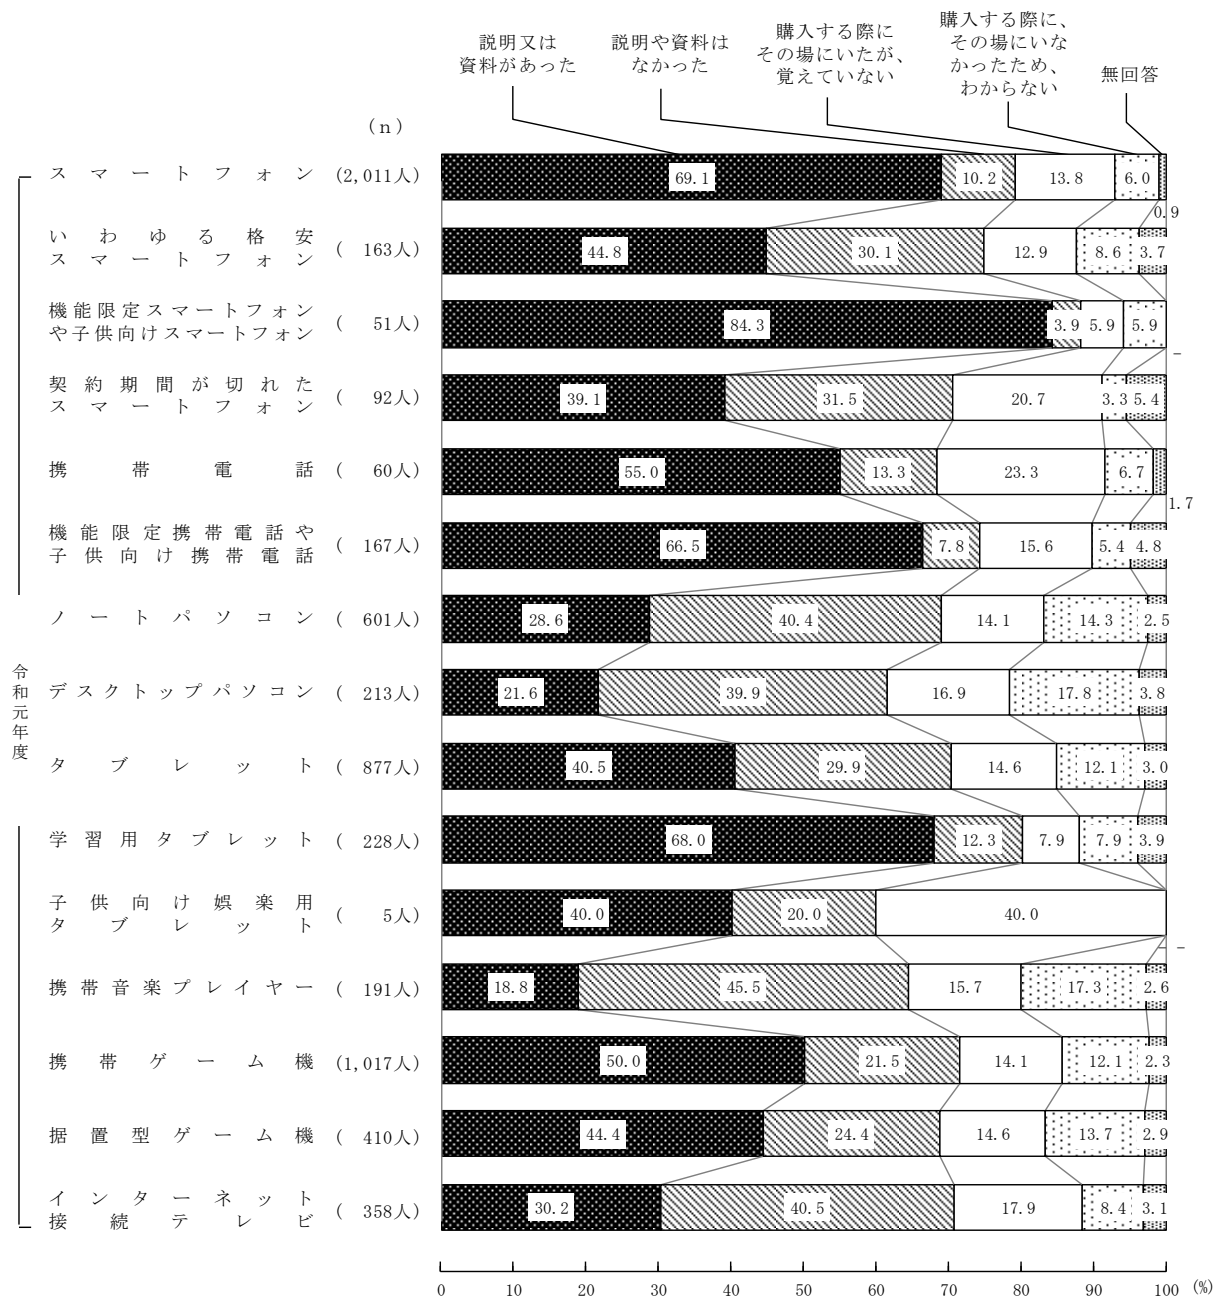 説明又は
資料があった
説明や資料は
なかった
購入する際に
その場にいたが、
覚えていない
購入する際に、
その場にいな
かったため、
わからない
無回答
(n)
スマートフォン (2,011人) 69.1 10.2 13.8 6.0
0.9
いわゆる格安
スマートフォン ( 163人) 44.8 30.1 12.9 8.6 3.7
機能限定スマートフォン
や子供向けスマートフォン ( 51人) 84.3 3.9 5.9 5.9
－
契約期間が切れた
スマートフォン ( 92人) 39.1 31.5 20.7 3.3 5.4
携帯電話 ( 60人) 55.0 13.3 23.3 6.7
1.7
機能限定携帯電話や
子供向け携帯電話 ( 167人) 66.5 7.8 15.6 5.4 4.8
ノートパソコン ( 601人) 28.6 40.4 14.1 14.3 2.5
令和元年度
デスクトップパソコン ( 213人) 21.6 39.9 16.9 17.8 3.8
タブレット ( 877人) 40.5 29.9 14.6 12.1 3.0
学習用タブレット ( 228人) 68.0 12.3 7.9 7.9 3.9
子供向け娯楽用
タブレット ( 5人) 40.0 20.0 40.0
－ －
携帯音楽プレイヤー ( 191人) 18.8 45.5 15.7 17.3 2.6
携帯ゲーム機 (1,017人) 50.0 21.5 14.1 12.1 2.3
据置型ゲーム機 ( 410人) 44.4 24.4 14.6 13.7 2.9
インターネット
接続テレビ ( 358人) 30.2 40.5 17.9 8.4 3.1
0 10 20 30 40 50 60 70 80 90 100 (%)